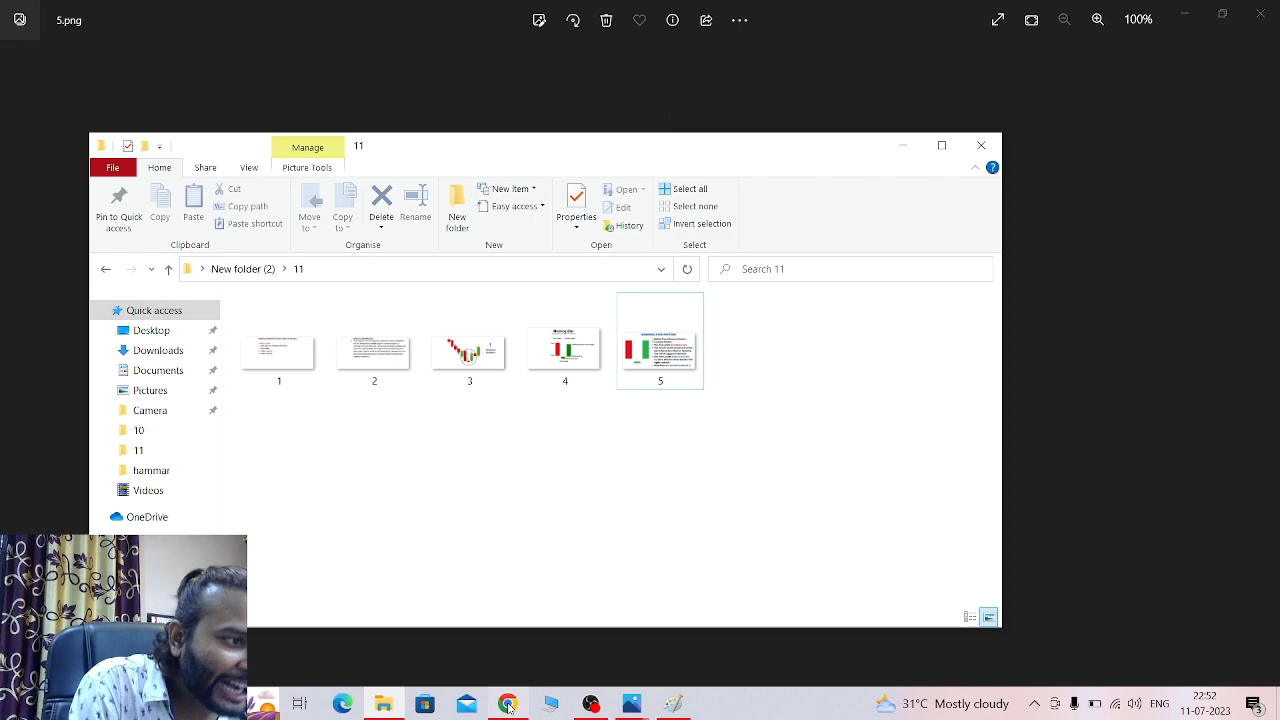 5.png
100%
Manage
11
File
Home
Share
View
Picture Tools
Pin to Quick access
Copy
Paste
Cut
Copy path
Paste shortcut
Clipboard
Move to
Copy to
Delete
Rename
Organise
New folder
New item
Easy access
New
Properties
Open
Edit
History
Open
Select all
Select none
Invert selection
Select
New folder (2)
11
Search 11
Quick access
Desktop
Downloads
Documents
Pictures
Camera
10
11
hammar
Videos
OneDrive
Morning Star
1
2
3
4
5
31°C Mostly cloudy
ENG
22:52
11-07-2023
3